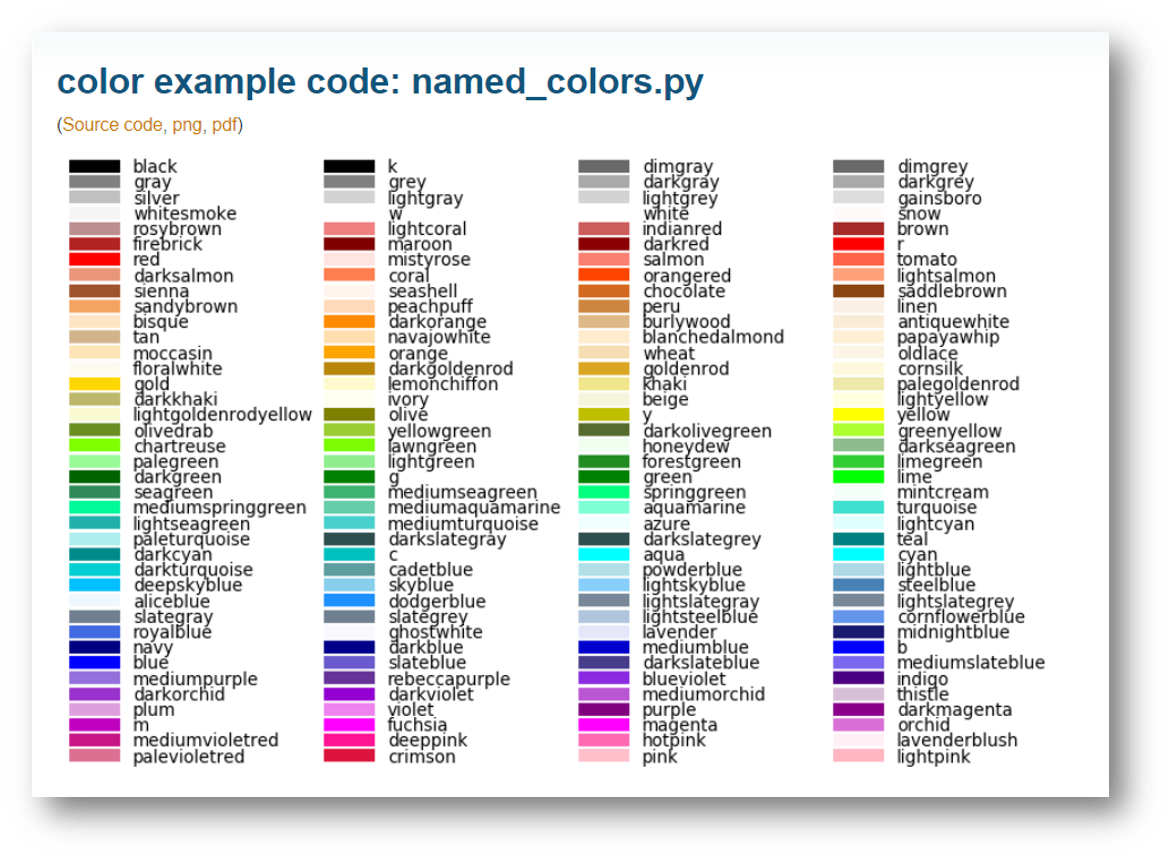 color example code: named_colors.py
(Source code, png, pdf)
black k dimgray dimgrey
gray grey darkgray darkgrey
silver lightgray lightgrey gainsboro
whitesmoke w white snow
rosybrown lightcoral indianred brown
firebrick maroon darkred r
red mistyrose salmon tomato
darksalmon coral orangered lightsalmon
sienna seashell chocolate saddlebrown
sandybrown peachpuff peru linen
bisque darkorange burlywood antiquewhite
tan navajowhite blanchedalmond papayawhip
moccasin orange wheat oldlace
floralwhite darkgoldenrod goldenrod cornsilk
gold lemonchiffon khaki palegoldenrod
darkkhaki ivory beige lightyellow
lightgoldenrodyellow olive y yellow
olivedrab yellowgreen darkolivegreen greenyellow
chartreuse lawngreen honeydew darkseagreen
palegreen lightgreen forestgreen limegreen
darkgreen g green lime
seagreen mediumseagreen springgreen mintcream
mediumspringgreen mediumaquamarine aquamarine turquoise
lightseagreen mediumturquoise azure lightcyan
paleturquoise darkslategray darkslategrey teal
darkcyan c aqua cyan
darkturquoise cadetblue powderblue lightblue
deepskyblue skyblue lightskyblue steelblue
aliceblue dodgerblue lightslategray lightslategrey
slategray slategrey lightsteelblue cornflowerblue
royalblue ghostwhite lavender midnightblue
navy darkblue mediumblue b
blue slateblue darkslateblue mediumslateblue
mediumpurple rebeccapurple blueviolet indigo
darkorchid darkviolet mediumorchid thistle
plum violet purple darkmagenta
m fuchsia magenta orchid
mediumvioletred deeppink hotpink lavenderblush
palevioletred crimson pink lightpink